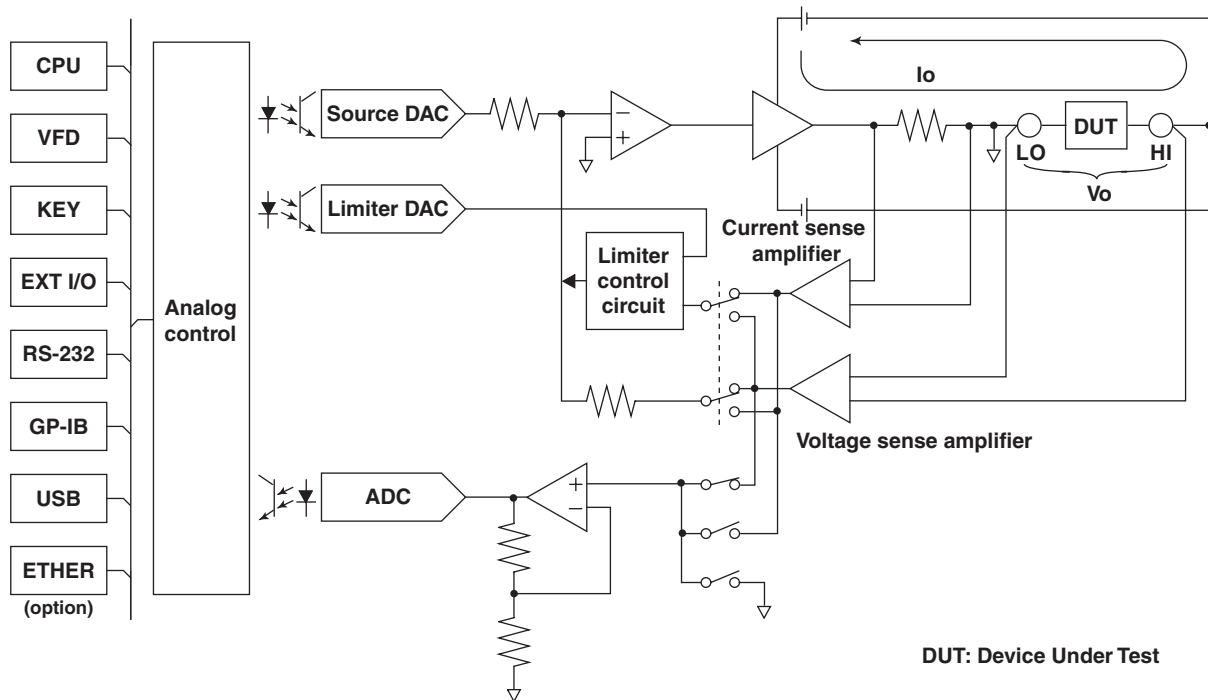 CPU
VFD
KEY
EXT I/O
RS-232
GP-IB
USB
ETHER
(option)
Analog
control
Source DAC
Limiter DAC
ADC
−
+
Limiter
control
circuit
Current sense
amplifier
Voltage sense amplifier
+
−
Io
LO
DUT
HI
Vo
DUT: Device Under Test